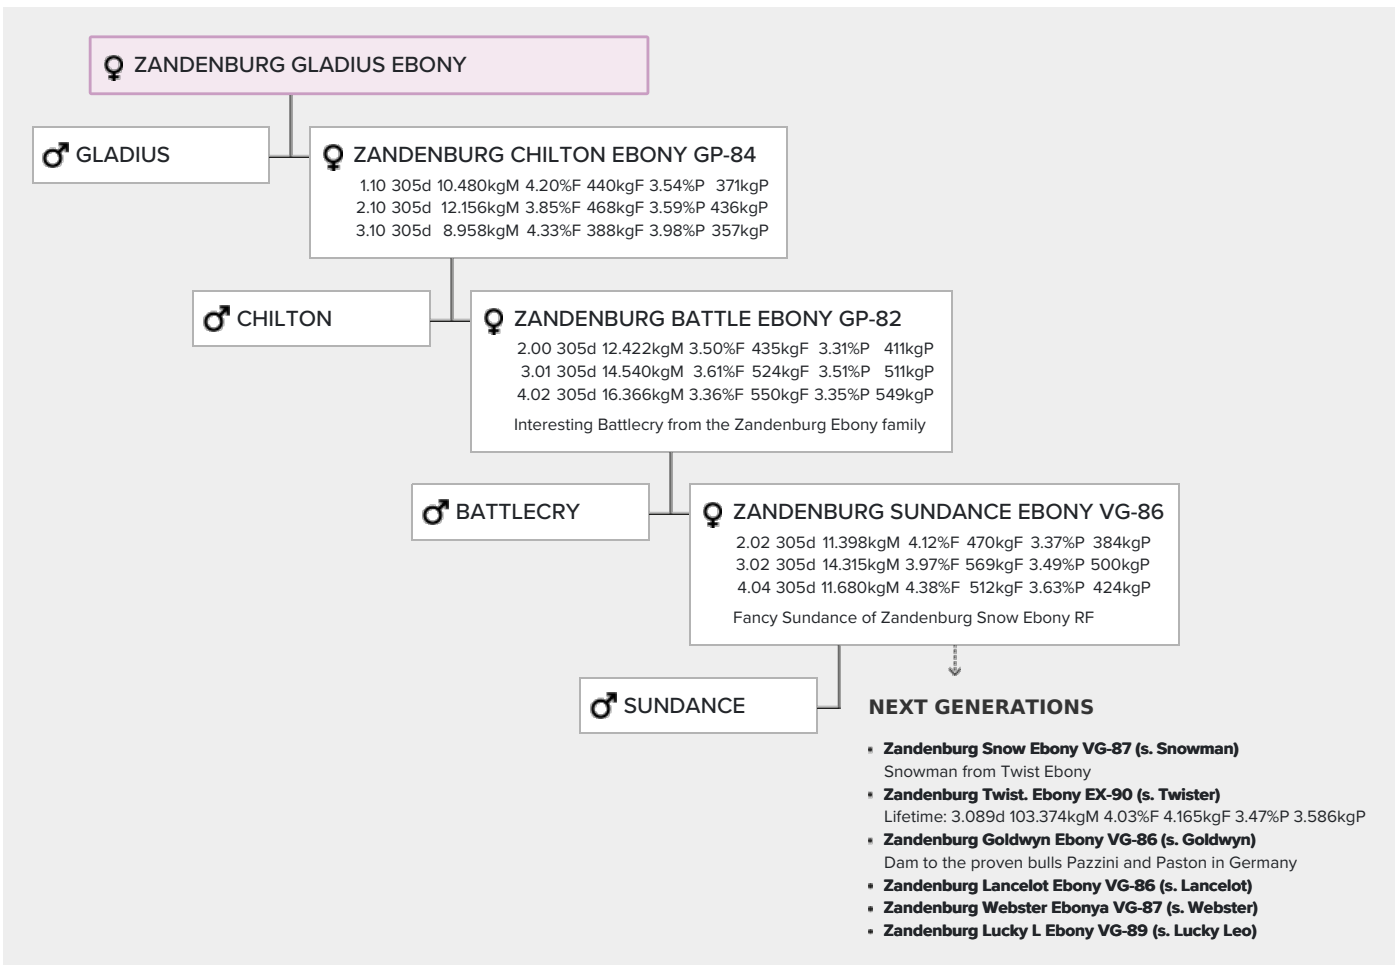 ZANDENBURG GLADIUS EBONY
GLADIUS
ZANDENBURG CHILTON EBONY GP-84
1.10 305d 10.480kgM 4.20%F 440kgF 3.54%P 371kgP
2.10 305d 12.156kgM 3.85%F 468kgF 3.59%P 436kgP
3.10 305d 8.958kgM 4.33%F 388kgF 3.98%P 357kgP
CHILTON
ZANDENBURG BATTLE EBONY GP-82
2.00 305d 12.422kgM 3.50%F 435kgF 3.31%P 411kgP
3.01 305d 14.540kgM 3.61%F 524kgF 3.51%P 511kgP
4.02 305d 16.366kgM 3.36%F 550kgF 3.35%P 549kgP
Interesting Battlecry from the Zandenburg Ebony family
BATTLECRY
ZANDENBURG SUNDANCE EBONY VG-86
2.02 305d 11.398kgM 4.12%F 470kgF 3.37%P 384kgP
3.02 305d 14.315kgM 3.97%F 569kgF 3.49%P 500kgP
4.04 305d 11.680kgM 4.38%F 512kgF 3.63%P 424kgP
Fancy Sundance of Zandenburg Snow Ebony RF
SUNDANCE
NEXT GENERATIONS
Zandenburg Snow Ebony VG-87 (s. Snowman)
Snowman from Twist Ebony
Zandenburg Twist. Ebony EX-90 (s. Twister)
Lifetime: 3.089d 103.374kgM 4.03%F 4.165kgF 3.47%P 3.586kgP
Zandenburg Goldwyn Ebony VG-86 (s. Goldwyn)
Dam to the proven bulls Pazzini and Paston in Germany
Zandenburg Lancelot Ebony VG-86 (s. Lancelot)
Zandenburg Webster Ebonya VG-87 (s. Webster)
Zandenburg Lucky L Ebony VG-89 (s. Lucky Leo)